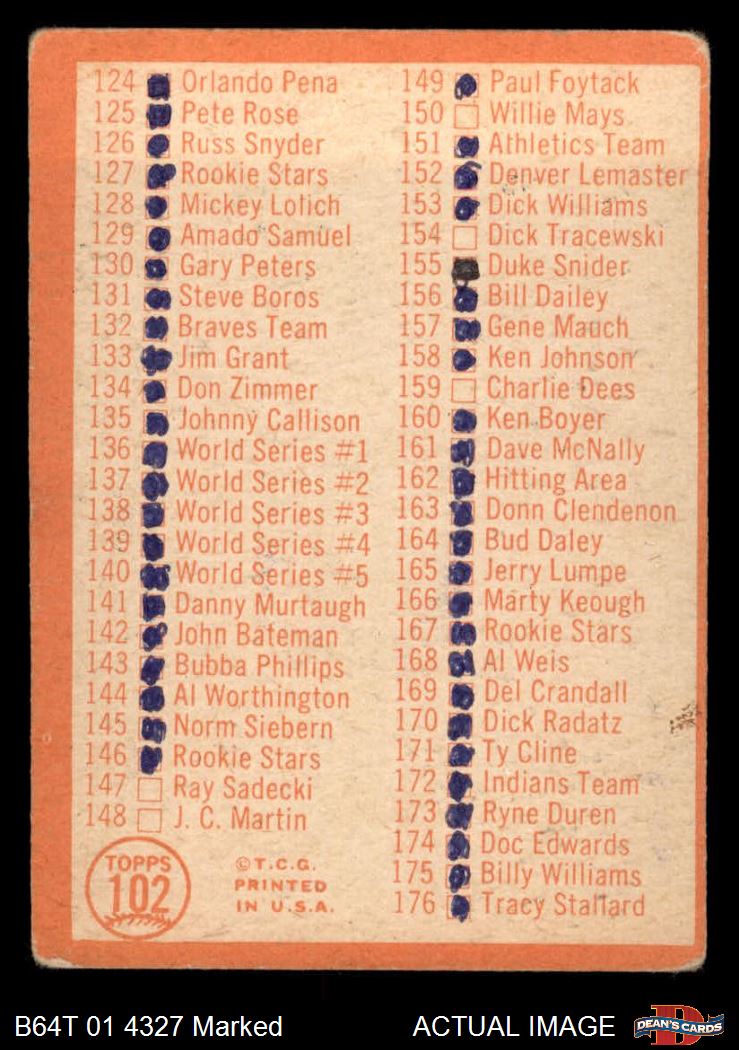 124 Orlando Pena
125 Pete Rose
126 Russ Snyder
127 Rookie Stars
128 Mickey Lolich
129 Amado Samuel
130 Gary Peters
131 Steve Boros
132 Braves Team
133 Jim Grant
134 Don Zimmer
135 Johnny Callison
136 World Series #1
137 World Series #2
138 World Series #3
139 World Series #4
140 World Series #5
141 Danny Murtaugh
142 John Bateman
143 Bubba Phillips
144 Al Worthington
145 Norm Siebern
146 Rookie Stars
147 Ray Sadecki
148 J. C. Martin
TOPPS
102
©T.C.G.
PRINTED
IN U.S.A.
149 Paul Foytack
150 Willie Mays
151 Athletics Team
152 Denver Lemaster
153 Dick Williams
154 Dick Tracewski
155 Duke Snider
156 Bill Dailey
157 Gene Mauch
158 Ken Johnson
159 Charlie Dees
160 Ken Boyer
161 Dave McNally
162 Hitting Area
163 Donn Clendenon
164 Bud Daley
165 Jerry Lumpe
166 Marty Keough
167 Rookie Stars
168 Al Weis
169 Del Crandall
170 Dick Radatz
171 Ty Cline
172 Indians Team
173 Ryne Duren
174 Doc Edwards
175 Billy Williams
176 Tracy Stallard
B64T 01 4327 Marked
ACTUAL IMAGE
D
DEAN'S CARDS